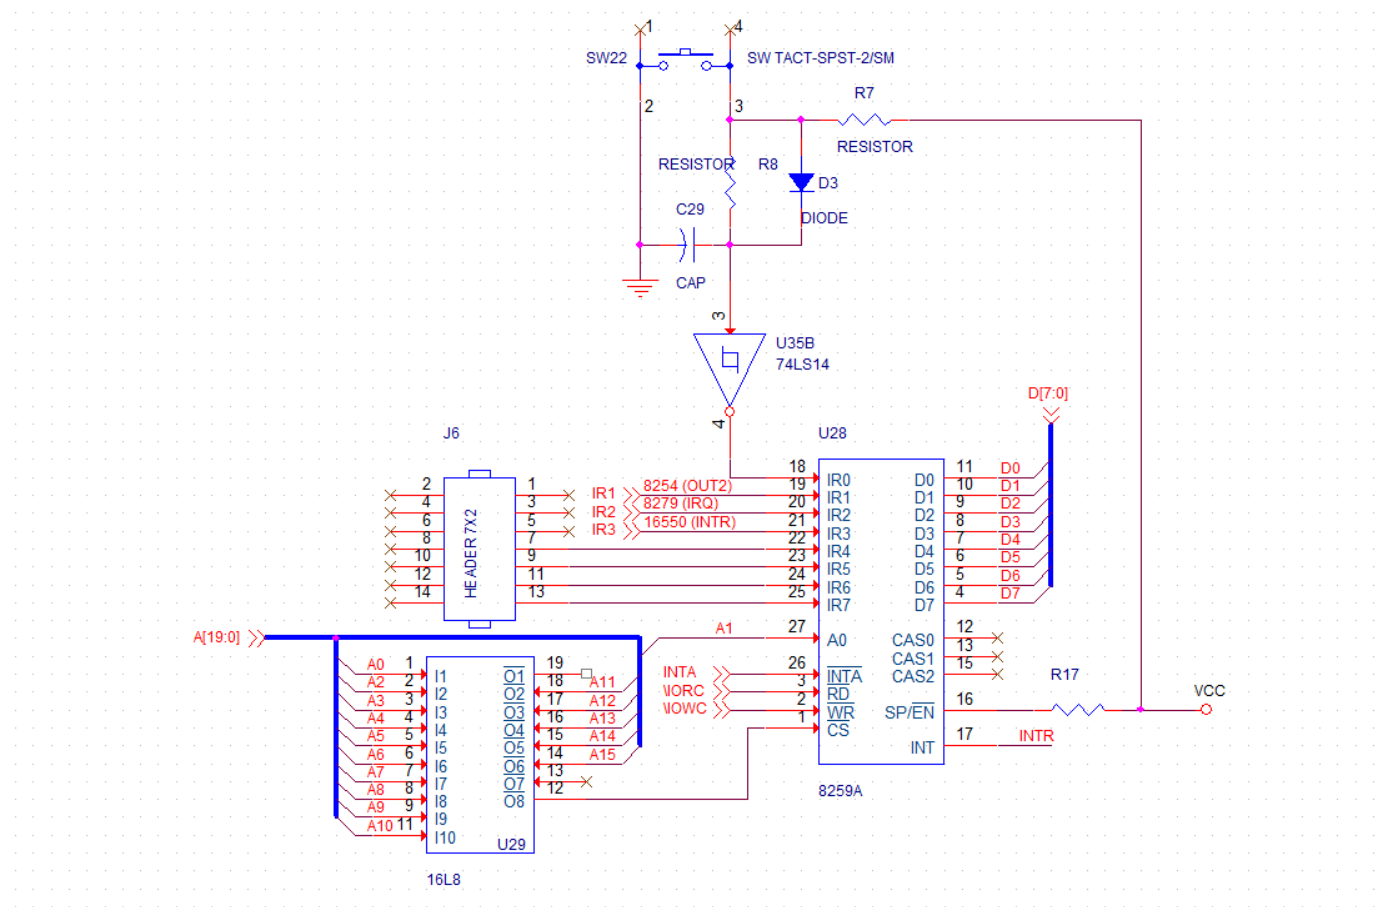 1 4
SW22 SW TACT-SPST-2/SM
2 3
R7
RESISTOR
RESISTOR R8
D3
C29
DIODE
CAP
3
U35B
74LS14
4
D[7:0]
J6
U28
HEADER 7X2
2 1
4 3
6 5
8 7
10 9
12 11
14 13
IR1 8254 (OUT2)
IR2 8279 (IRQ)
IR3 16550 (INTR)
18 IR0 D0 11 D0
19 IR1 D1 10 D1
20 IR2 D2 9 D2
21 IR3 D3 8 D3
22 IR4 D4 7 D4
23 IR5 D5 6 D5
24 IR6 D6 5 D6
25 IR7 D7 4 D7
A1 27 A0 CAS0 12
CAS1 13
INTA 26 INTA CAS2 15
\IORC 3 RD
\IOWC 2 WR SP/EN 16
1 CS
INT 17 INTR
R17
VCC
8259A
A[19:0]
A0 1 I1 O1 19
A2 2 I2 O2 18 A11
A3 3 I3 O3 17 A12
A4 4 I4 O4 16 A13
A5 5 I5 O5 15 A14
A6 6 I6 O6 14 A15
A7 7 I7 O7 13
A8 8 I8 O8 12
A9 9 I9
A10 11 I10
U29
16L8